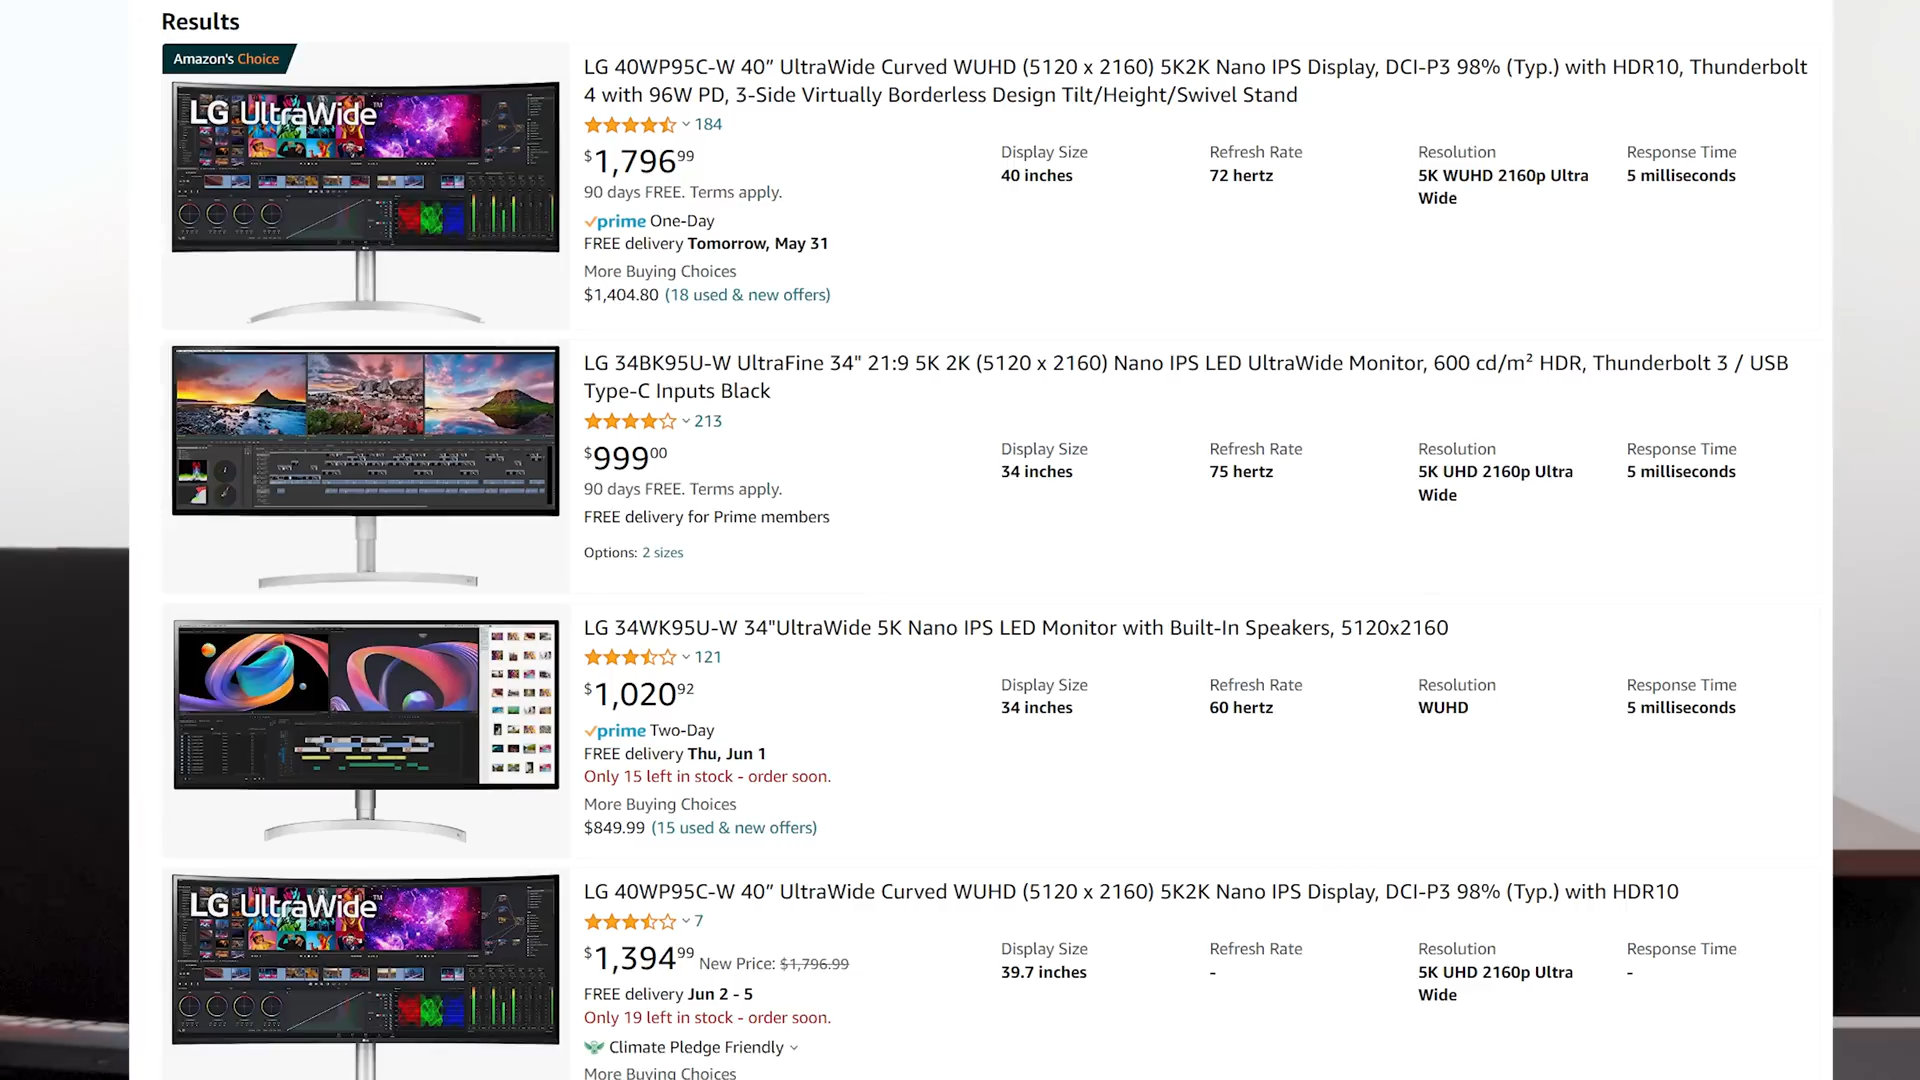 Results
Amazon's Choice
LG UltraWide™
LG 40WP95C-W 40” UltraWide Curved WUHD (5120 x 2160) 5K2K Nano IPS Display, DCI-P3 98% (Typ.) with HDR10, Thunderbolt
4 with 96W PD, 3-Side Virtually Borderless Design Tilt/Height/Swivel Stand
184
$1,796.99
90 days FREE. Terms apply.
prime One-Day
FREE delivery Tomorrow, May 31
More Buying Choices
$1,404.80 (18 used & new offers)
Display Size
40 inches
Refresh Rate
72 hertz
Resolution
5K WUHD 2160p Ultra
Wide
Response Time
5 milliseconds
LG 34BK95U-W UltraFine 34" 21:9 5K 2K (5120 x 2160) Nano IPS LED UltraWide Monitor, 600 cd/m² HDR, Thunderbolt 3 / USB
Type-C Inputs Black
213
$999.00
90 days FREE. Terms apply.
FREE delivery for Prime members
Options: 2 sizes
Display Size
34 inches
Refresh Rate
75 hertz
Resolution
5K UHD 2160p Ultra
Wide
Response Time
5 milliseconds
LG 34WK95U-W 34"UltraWide 5K Nano IPS LED Monitor with Built-In Speakers, 5120x2160
121
$1,020.92
prime Two-Day
FREE delivery Thu, Jun 1
Only 15 left in stock - order soon.
More Buying Choices
$849.99 (15 used & new offers)
Display Size
34 inches
Refresh Rate
60 hertz
Resolution
WUHD
Response Time
5 milliseconds
LG UltraWide™
LG 40WP95C-W 40” UltraWide Curved WUHD (5120 x 2160) 5K2K Nano IPS Display, DCI-P3 98% (Typ.) with HDR10
7
$1,394.99 New Price: $1,796.99
FREE delivery Jun 2 - 5
Only 19 left in stock - order soon.
Climate Pledge Friendly
More Buying Choices
Display Size
39.7 inches
Refresh Rate
-
Resolution
5K UHD 2160p Ultra
Wide
Response Time
-